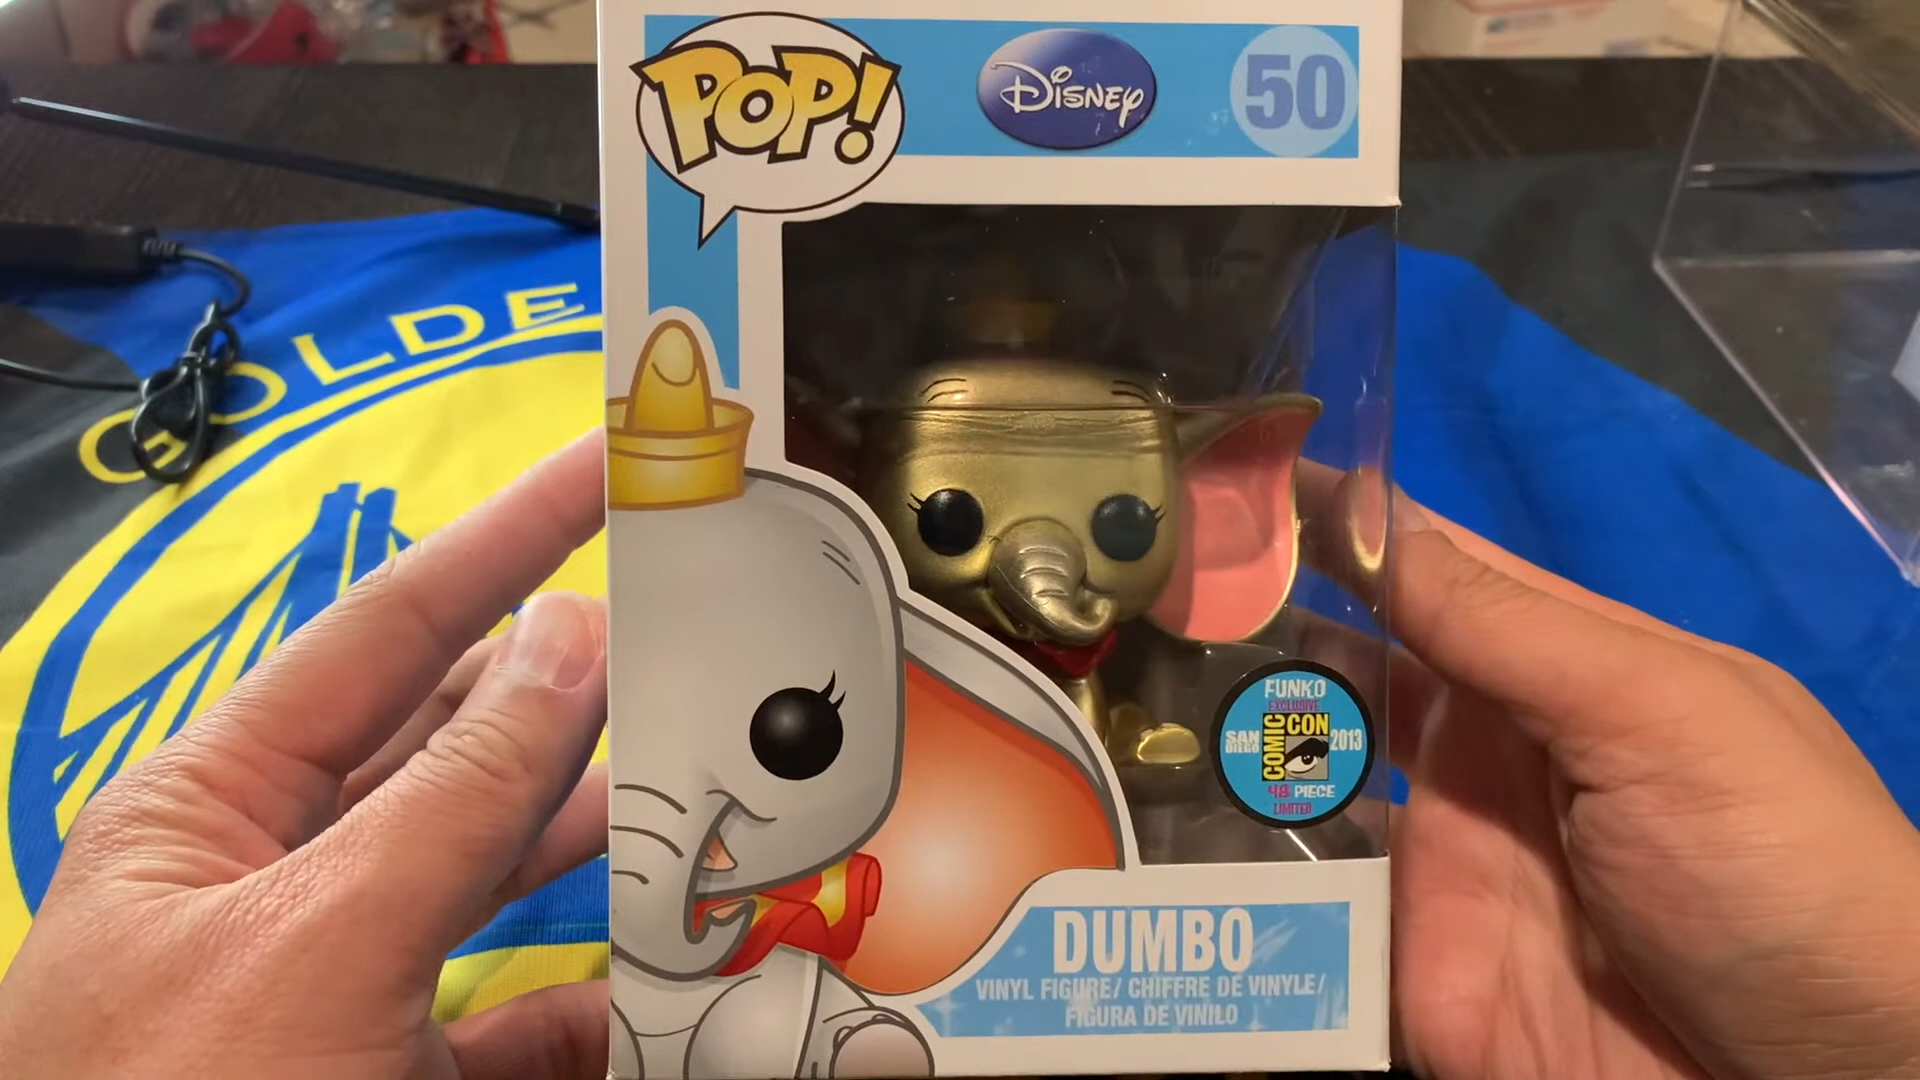 POP!
Disney
50
GOLDE
FUNKO
EXCLUSIVE
SAN DIEGO
COMIC CON
2013
48 PIECE
LIMITED
DUMBO
VINYL FIGURE/ CHIFFRE DE VINYLE/
FIGURA DE VINILO